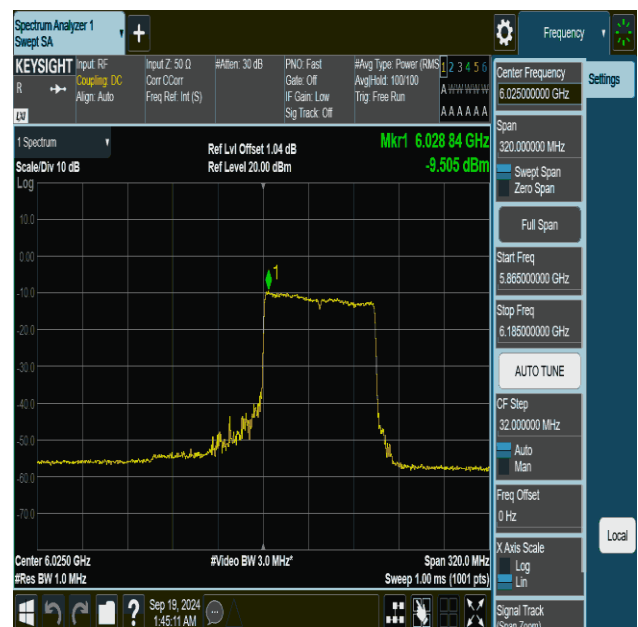 Spectrum Analyzer 1
Swept SA
+
Frequency
KEYSIGHT
R
LXI
Input: RF
Coupling: DC
Align: Auto
Input Z: 50 Ω
Corr CCorr
Freq Ref: Int (S)
#Atten: 30 dB
PNO: Fast
Gate: Off
IF Gain: Low
Sig Track: Off
#Avg Type: Power (RMS
Avg|Hold: 100/100
Trig: Free Run
1 2 3 4 5 6
A W W W W W
A A A A A A
1 Spectrum
Scale/Div 10 dB
Log
Ref Lvl Offset 1.04 dB
Ref Level 20.00 dBm
Mkr1 6.028 84 GHz
-9.505 dBm
10.0
0.00
-10.0
-20.0
-30.0
-40.0
-50.0
-60.0
-70.0
1
Center 6.0250 GHz
#Res BW 1.0 MHz
#Video BW 3.0 MHz*
Span 320.0 MHz
Sweep 1.00 ms (1001 pts)
Center Frequency
6.025000000 GHz
Settings
Span
320.000000 MHz
Swept Span
Zero Span
Full Span
Start Freq
5.865000000 GHz
Stop Freq
6.185000000 GHz
AUTO TUNE
CF Step
32.000000 MHz
Auto
Man
Freq Offset
0 Hz
X Axis Scale
Log
Lin
Local
Signal Track
(Span Zoom)
?
Sep 19, 2024
1:45:11 AM